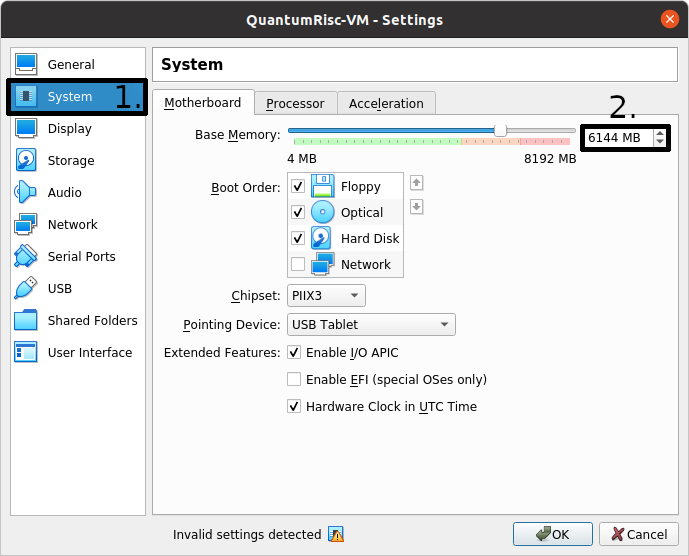 QuantumRisc-VM - Settings
General
System
1.
Display
Storage
Audio
Network
Serial Ports
USB
Shared Folders
User Interface
System
Motherboard
Processor
Acceleration
2.
Base Memory:
6144 MB
4 MB
8192 MB
Boot Order:
Floppy
Optical
Hard Disk
Network
Chipset:
PIIX3
Pointing Device:
USB Tablet
Extended Features:
Enable I/O APIC
Enable EFI (special OSes only)
Hardware Clock in UTC Time
Invalid settings detected
OK
Cancel